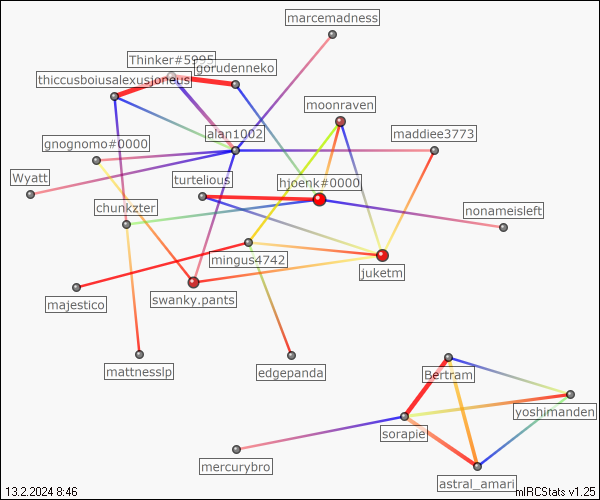 marcemadness
Thinker#5995
gorudenneko
thiccusboiusalexusjoneus
moonraven
alan1002
maddiee3773
gnognomo#0000
Wyatt
turtelious
hjoenk#0000
chunkzter
nonameisleft
mingus4742
juketm
majestico
swanky.pants
mattnesslp
edgepanda
Bertram
yoshimanden
sorapie
mercurybro
astral_amari
13.2.2024 8:46
mIRCStats v1.25